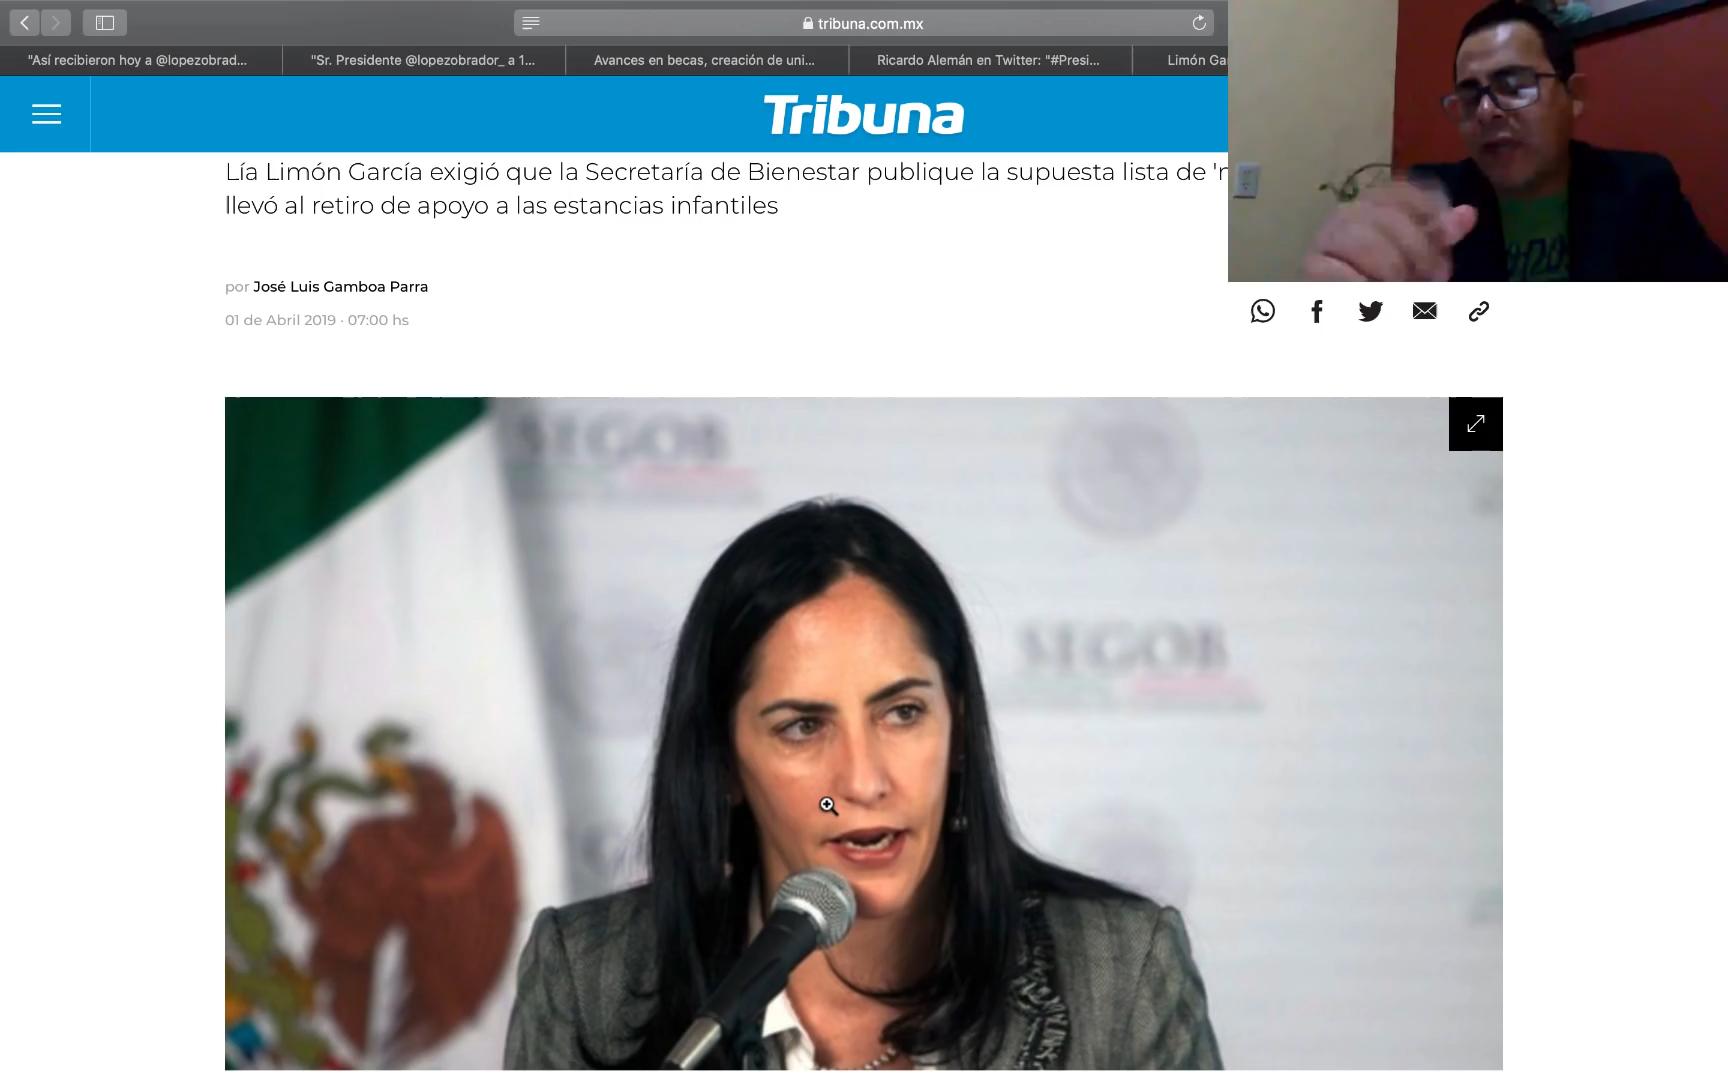 tribuna.com.mx
"Así recibieron hoy a @lopezobrad...
"Sr. Presidente @lopezobrador_ a 1...
Avances en becas, creación de uni...
Ricardo Alemán en Twitter: "#Presi...
Limón Ga
Tribuna
Lía Limón García exigió que la Secretaría de Bienestar publique la supuesta lista de
llevó al retiro de apoyo a las estancias infantiles
por José Luis Gamboa Parra
01 de Abril 2019 · 07:00 hs
SEGOB
SEGOB